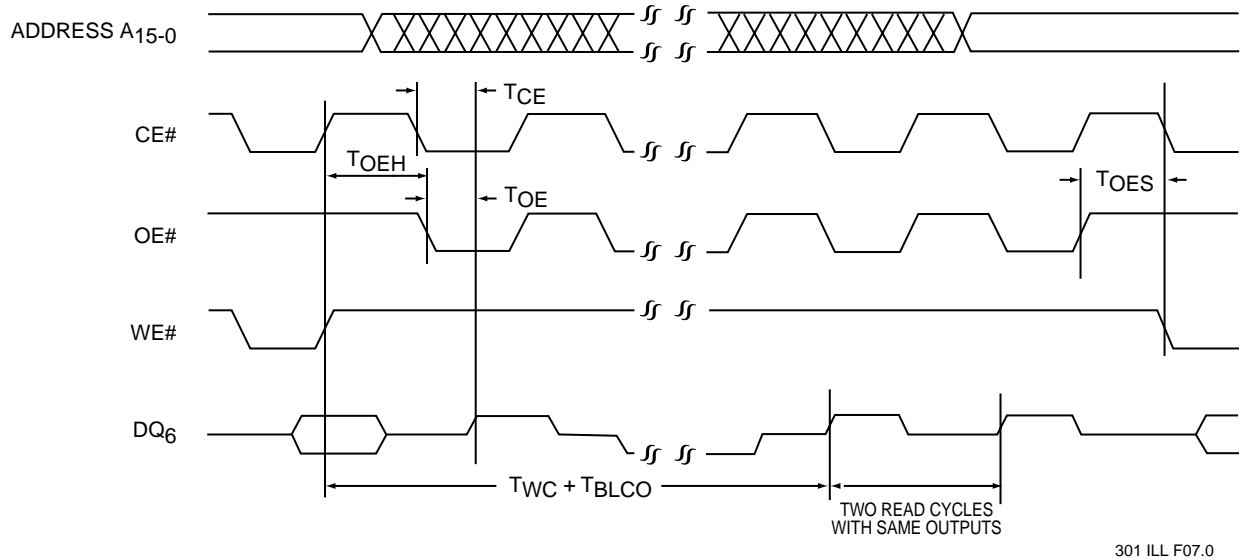 ADDRESS A15-0
TCE
CE#
TOEH
TOE
TOES
OE#
WE#
DQ6
TWC + TBLCO
TWO READ CYCLES
WITH SAME OUTPUTS
301 ILL F07.0